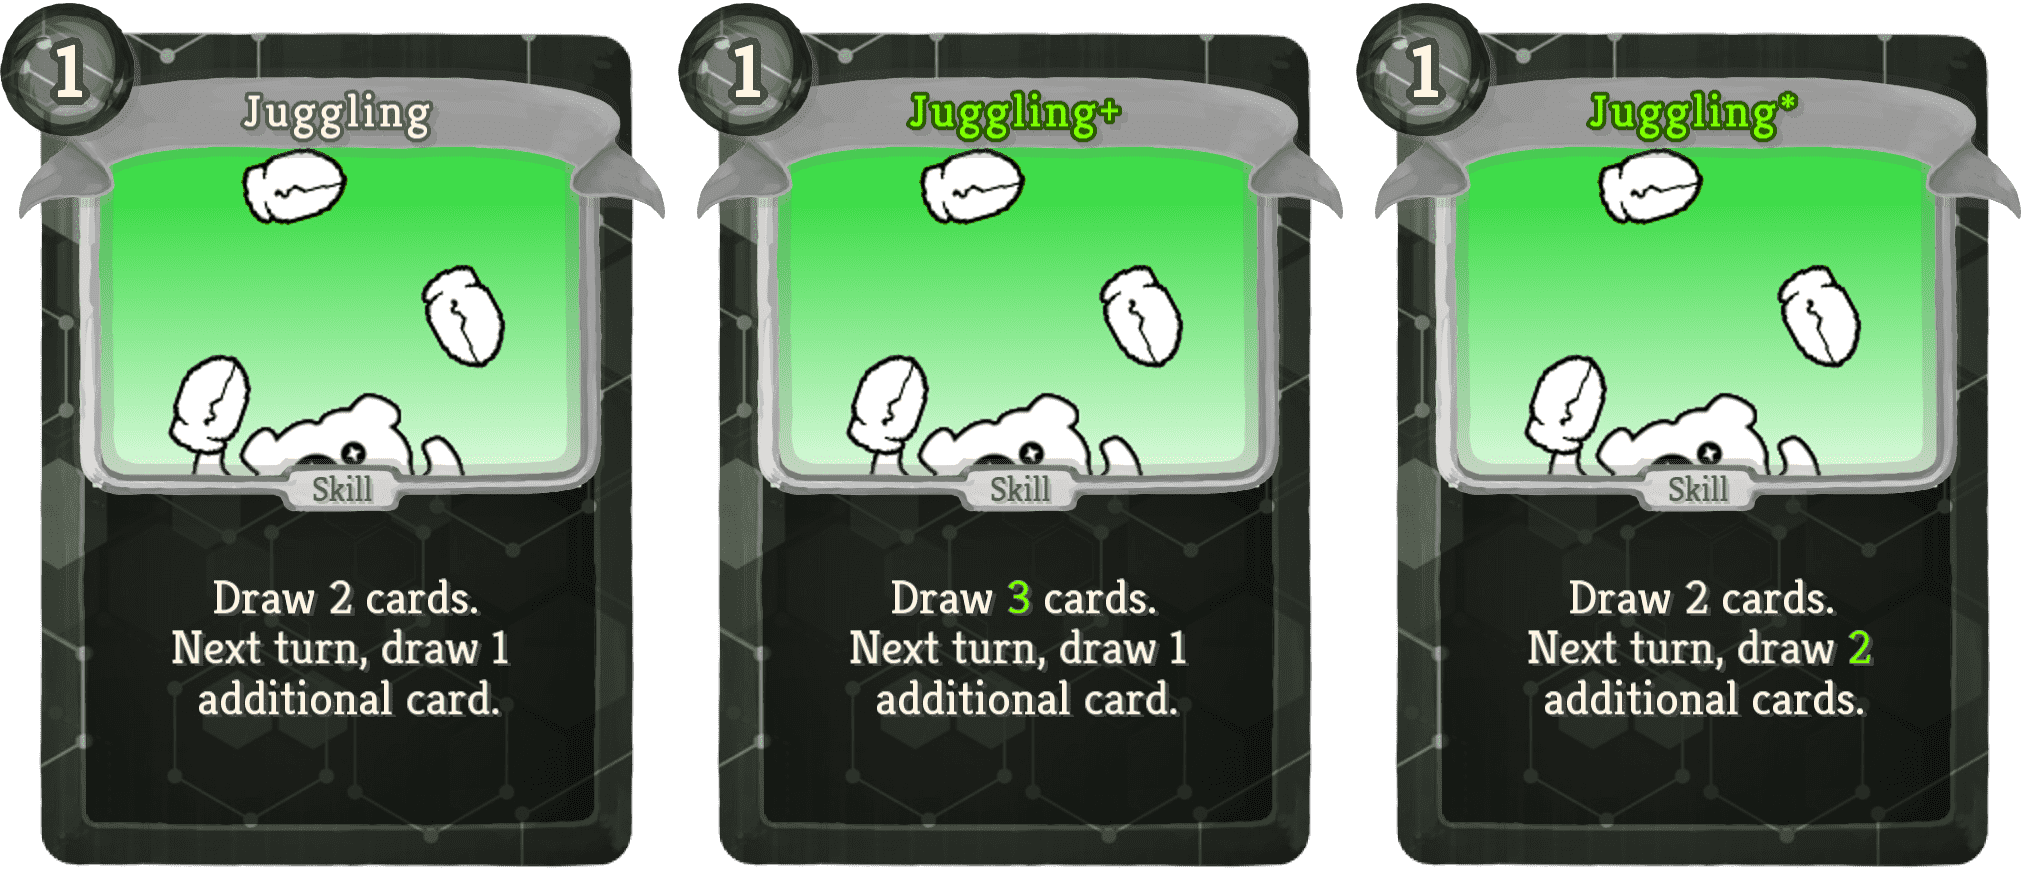 1
Juggling
Skill
Draw 2 cards.
Next turn, draw 1
additional card.
1
Juggling+
Skill
Draw 3 cards.
Next turn, draw 1
additional card.
1
Juggling*
Skill
Draw 2 cards.
Next turn, draw 2
additional cards.